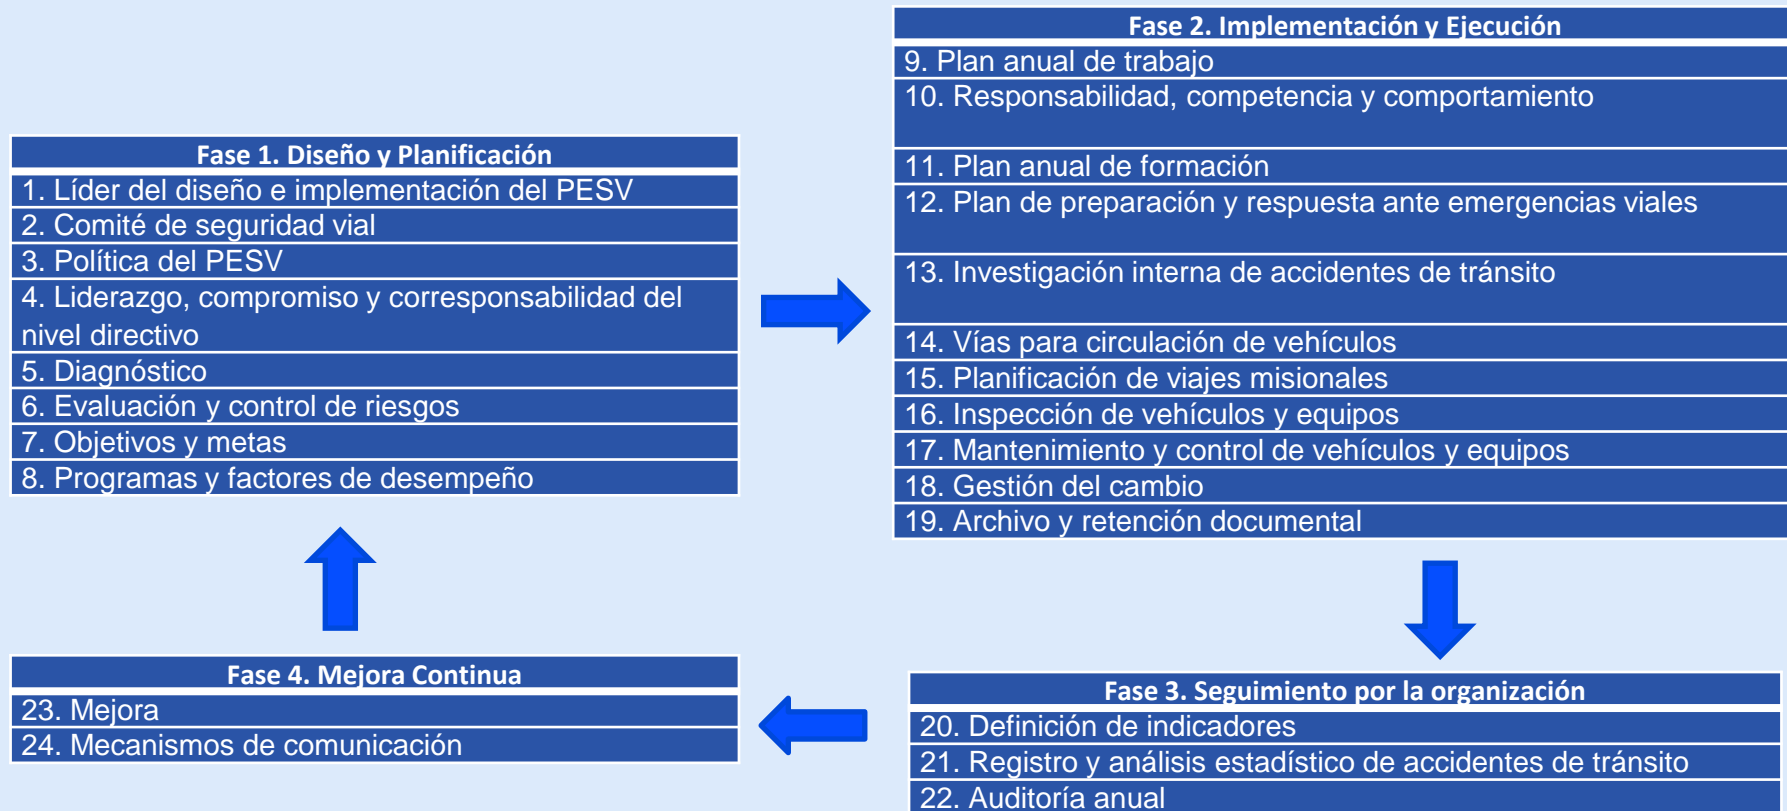 Fase 1. Diseño y Planificación
1. Líder del diseño e implementación del PESV
2. Comité de seguridad vial
3. Política del PESV
4. Liderazgo, compromiso y corresponsabilidad del
nivel directivo
5. Diagnóstico
6. Evaluación y control de riesgos
7. Objetivos y metas
8. Programas y factores de desempeño
Fase 2. Implementación y Ejecución
9. Plan anual de trabajo
10. Responsabilidad, competencia y comportamiento
11. Plan anual de formación
12. Plan de preparación y respuesta ante emergencias viales
13. Investigación interna de accidentes de tránsito
14. Vías para circulación de vehículos
15. Planificación de viajes misionales
16. Inspección de vehículos y equipos
17. Mantenimiento y control de vehículos y equipos
18. Gestión del cambio
19. Archivo y retención documental
Fase 3. Seguimiento por la organización
20. Definición de indicadores
21. Registro y análisis estadístico de accidentes de tránsito
22. Auditoría anual
Fase 4. Mejora Continua
23. Mejora
24. Mecanismos de comunicación